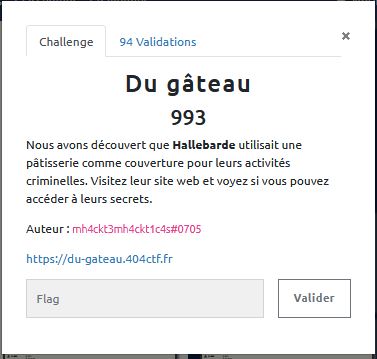 Challenge
94 Validations
×
Du gâteau
993
Nous avons découvert que Hallebarde utilisait une
pâtisserie comme couverture pour leurs activités
criminelles. Visitez leur site web et voyez si vous pouvez
accéder à leurs secrets.
Auteur : mh4ckt3mh4ckt1c4s#0705
https://du-gateau.404ctf.fr
Flag
Valider